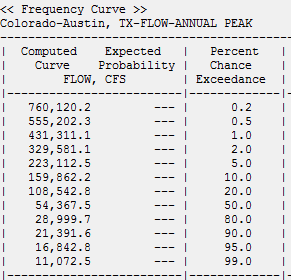 << Frequency Curve >>
Colorado-Austin, TX-FLOW-ANNUAL PEAK
---------------------------------------------
| Computed Expected | Percent |
| Curve Probability | Chance |
| FLOW, CFS | Exceedance |
|--------------------------|----------------|
| 760,120.2 --- | 0.2 |
| 555,202.3 --- | 0.5 |
| 431,311.1 --- | 1.0 |
| 329,581.1 --- | 2.0 |
| 223,112.5 --- | 5.0 |
| 159,862.2 --- | 10.0 |
| 108,542.8 --- | 20.0 |
| 54,367.5 --- | 50.0 |
| 28,999.7 --- | 80.0 |
| 21,391.6 --- | 90.0 |
| 16,842.8 --- | 95.0 |
| 11,072.5 --- | 99.0 |
|--------------------------|----------------|